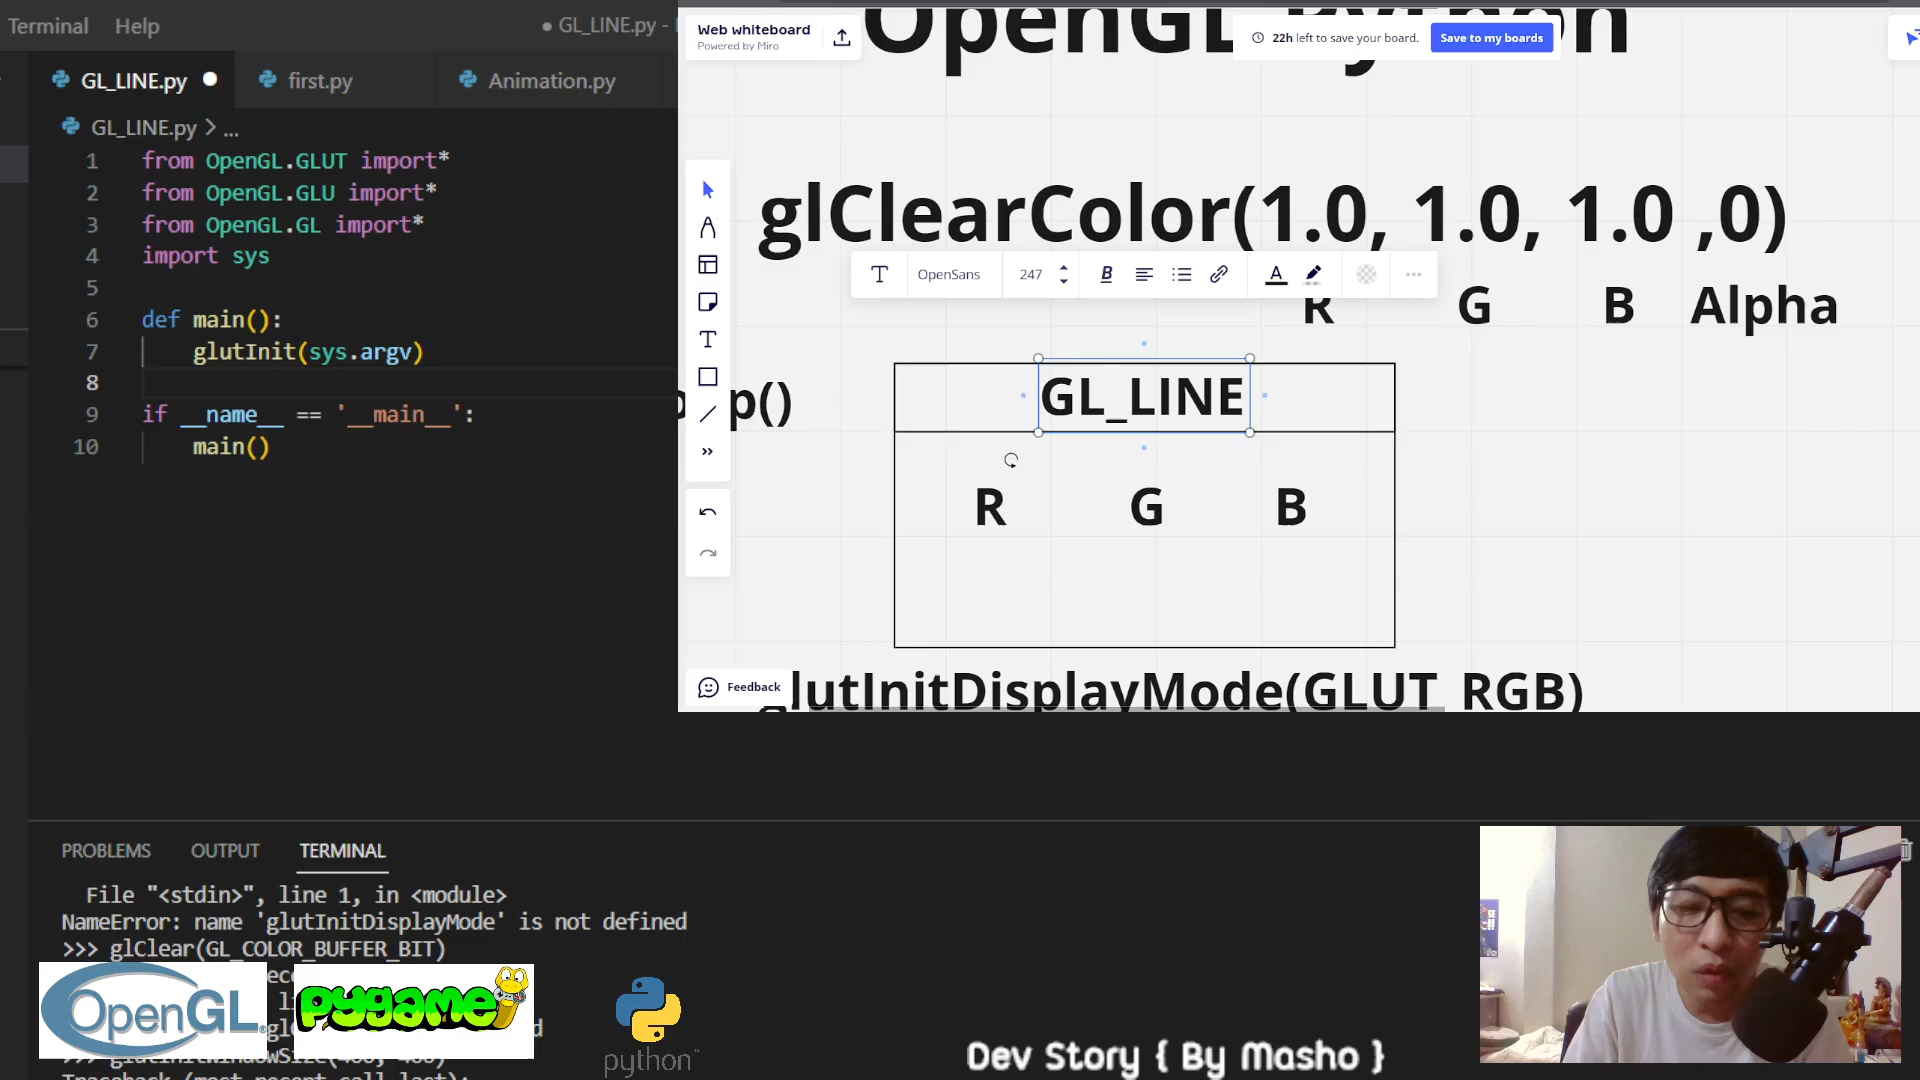 Terminal Help
● GL_LINE.py -
GL_LINE.py
first.py
Animation.py
GL_LINE.py > ...
1 from OpenGL.GLUT import*
2 from OpenGL.GLU import*
3 from OpenGL.GL import*
4 import sys
5
6 def main():
7 glutInit(sys.argv)
8
9 if __name__ == '__main__':
10 main()
Web whiteboard
Powered by Miro
OpenGL Python
22h left to save your board.
Save to my boards
glClearColor(1.0, 1.0, 1.0 ,0)
OpenSans 247
R G B Alpha
p()
GL_LINE
R G B
Feedback
lutInitDisplayMode(GLUT_RGB)
PROBLEMS OUTPUT TERMINAL
File "<stdin>", line 1, in <module>
NameError: name 'glutInitDisplayMode' is not defined
>>> glClear(GL_COLOR_BUFFER_BIT)
OpenGL
pygame
python
Dev Story { By Masho }